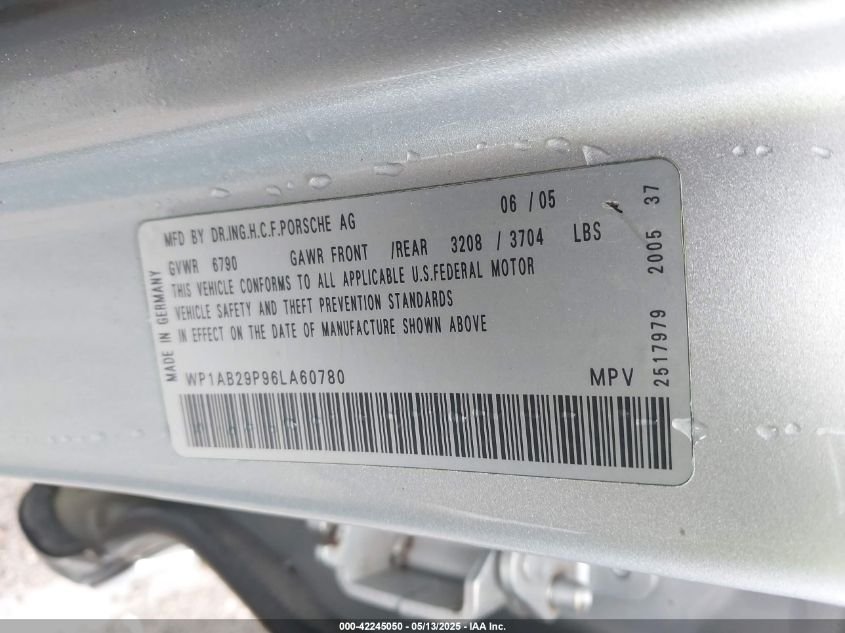 MFD BY DR.ING.H.C.F.PORSCHE AG 06 / 05
GVWR 6790 GAWR FRONT /REAR 3208 / 3704 LBS
THIS VEHICLE CONFORMS TO ALL APPLICABLE U.S.FEDERAL MOTOR
VEHICLE SAFETY AND THEFT PREVENTION STANDARDS
IN EFFECT ON THE DATE OF MANUFACTURE SHOWN ABOVE
WP1AB29P96LA60780 MPV
MADE IN GERMANY
2517979 2005 37
000-42245050 - 05/13/2025 - IAA Inc.